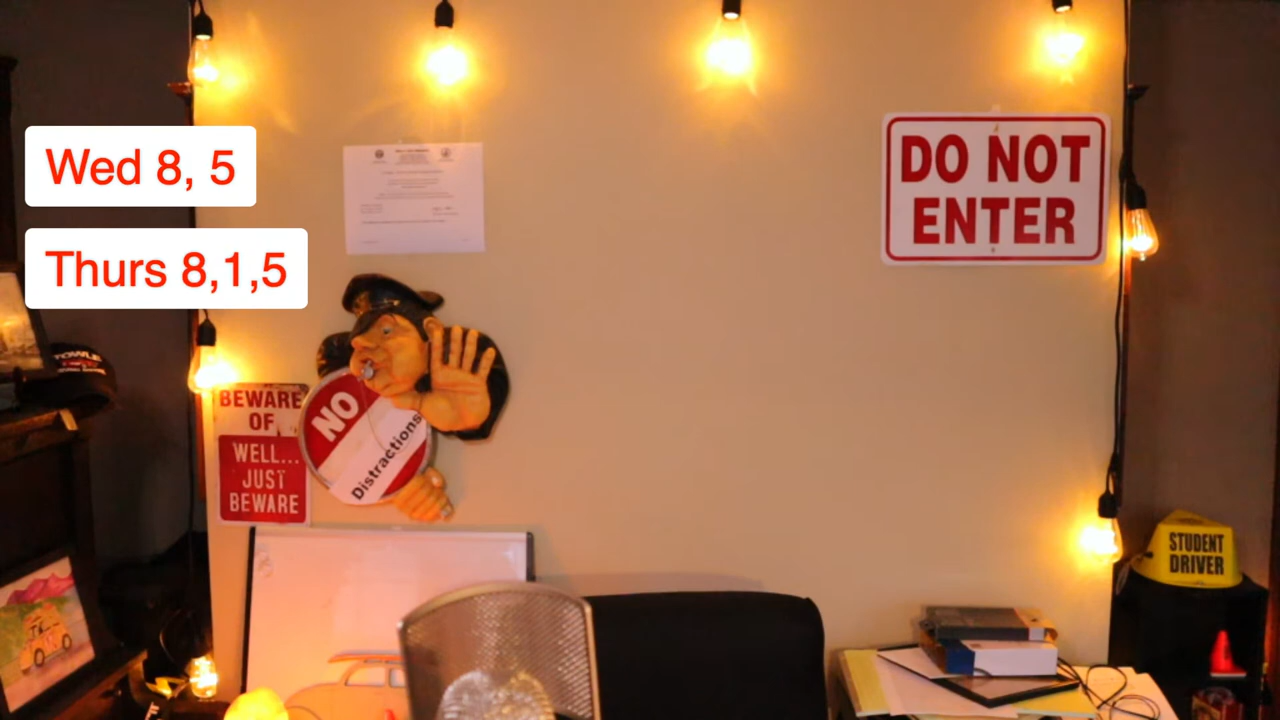 Wed 8, 5
Thurs 8,1,5
DO NOT
ENTER
TOWLE
BEWARE
OF
WELL...
JUST
BEWARE
NO
Distractions
STUDENT
DRIVER